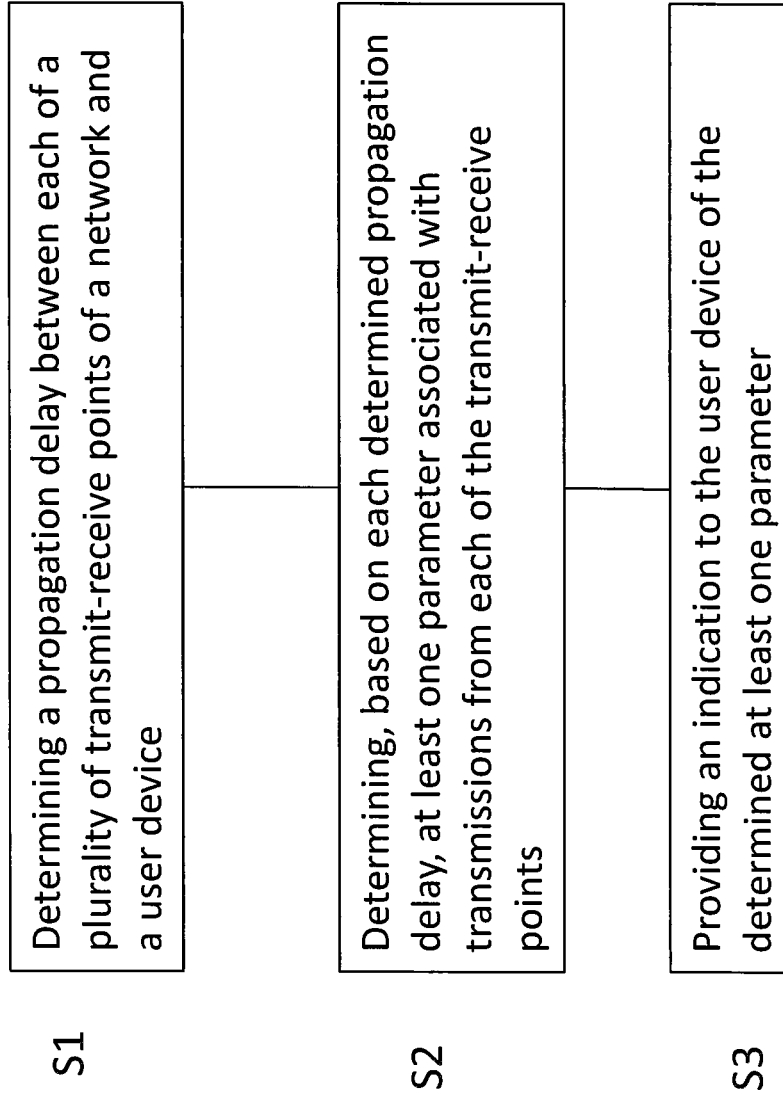 S1
Determining a propagation delay between each of a
plurality of transmit-receive points of a network and
a user device
S2
Determining, based on each determined propagation
delay, at least one parameter associated with
transmissions from each of the transmit-receive
points
S3
Providing an indication to the user device of the
determined at least one parameter